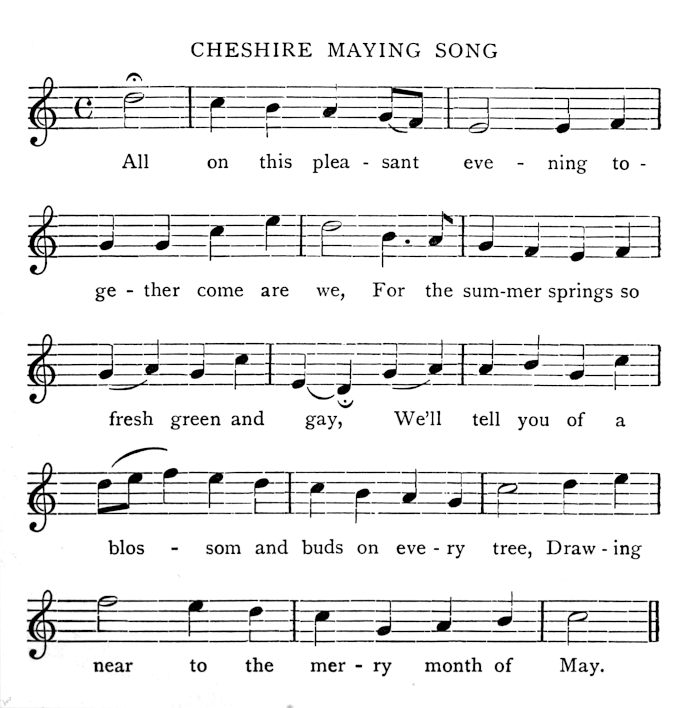 CHESHIRE MAYING SONG
All on this plea - sant eve - ning to -
ge - ther come are we, For the sum-mer springs so
fresh green and gay, We'll tell you of a
blos - som and buds on eve - ry tree, Draw - ing
near to the mer - ry month of May.